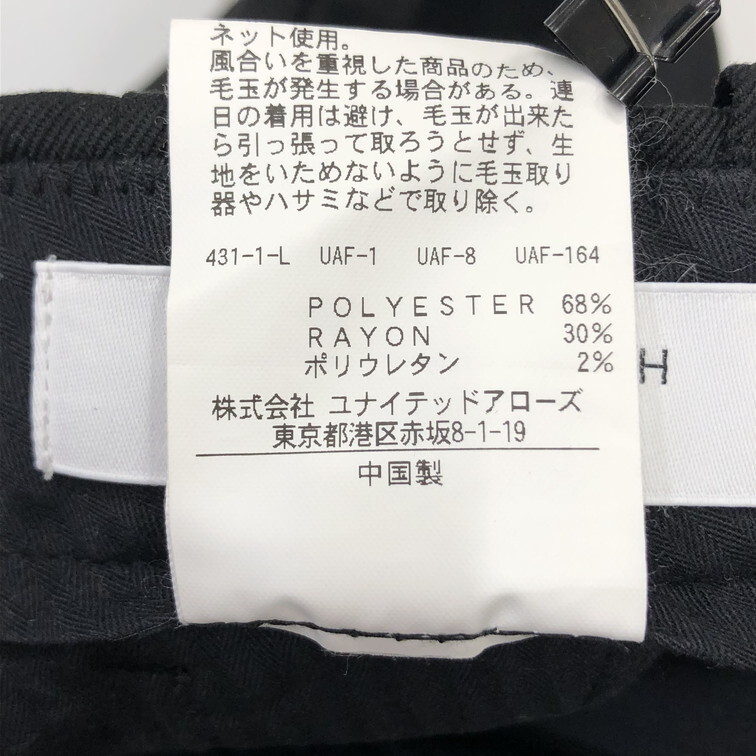 ネット使用。
風合いを重視した商品のため、
毛玉が発生する場合がある。連
日の着用は避け、毛玉が出来た
ら引っ張って取ろうとせず、生
地をいためないように毛玉取り
器やハサミなどで取り除く。
431-1-L UAF-1 UAF-8 UAF-164
POLYESTER 68%
RAYON 30%
ポリウレタン 2%
H
株式会社 ユナイテッドアローズ
東京都港区赤坂8-1-19
中国製